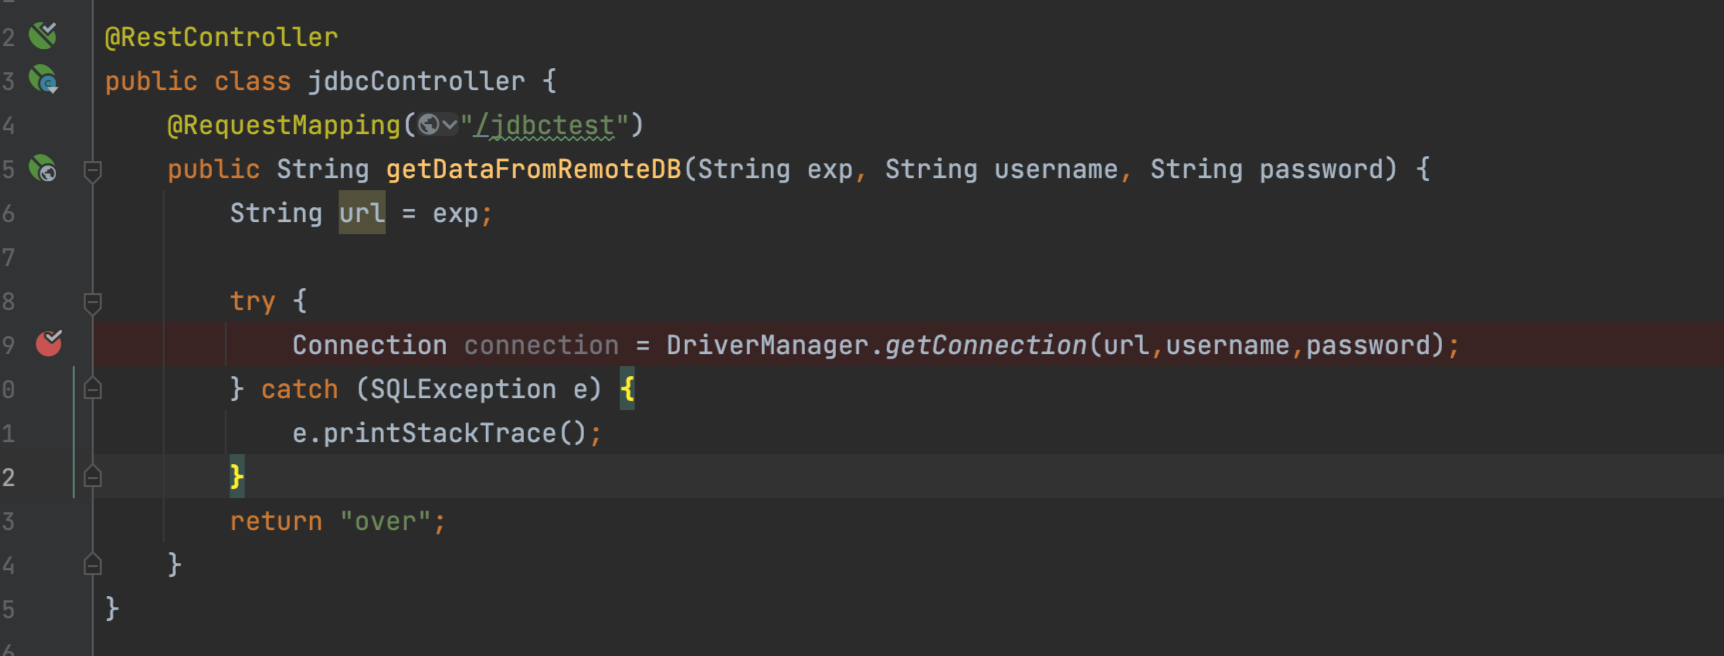 2 @RestController
3 public class jdbcController {
4 @RequestMapping("/jdbctest")
5 public String getDataFromRemoteDB(String exp, String username, String password) {
6 String url = exp;
7
8 try {
9 Connection connection = DriverManager.getConnection(url,username,password);
0 } catch (SQLException e) {
1 e.printStackTrace();
2 }
3 return "over";
4 }
5 }
6